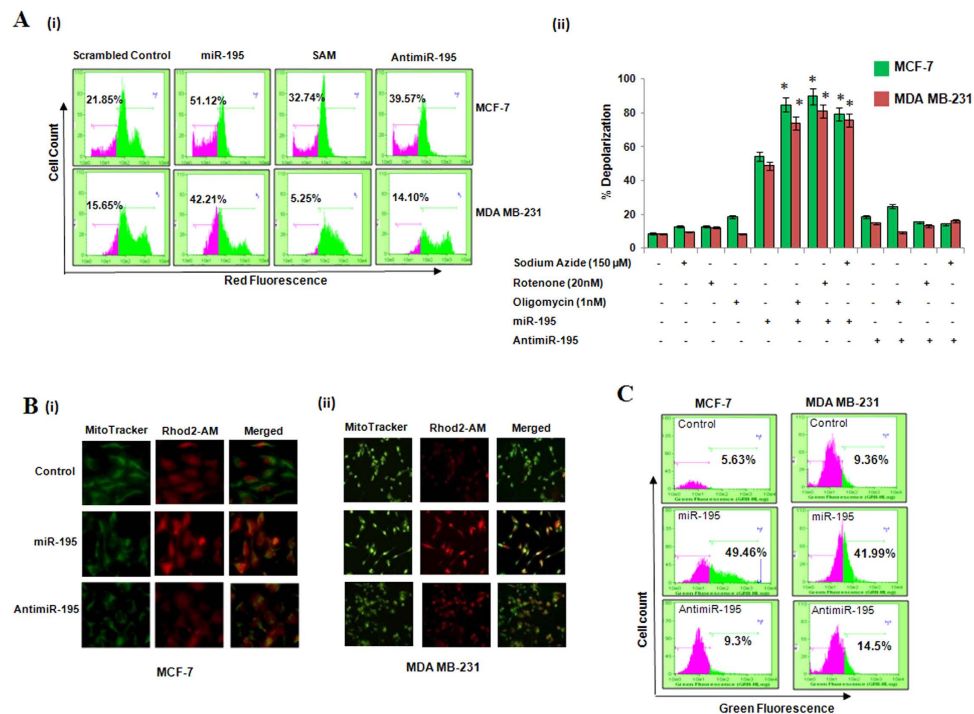 A
(i)
Scrambled Control miR-195 SAM AntimiR-195
21.85% 51.12% 32.74% 39.57%
MCF-7
15.65% 42.21% 5.25% 14.10%
MDA MB-231
Cell Count
Red Fluorescence
(ii)
MCF-7
MDA MB-231
100
80
60
40
20
0
% Depolarization
* * * * * *
Sodium Azide (150 µM) - + - - - - - + - - - +
Rotenone (20nM) - - + - - - + - - - + -
Oligomycin (1nM) - - - + - + - - - + - -
miR-195 - - - - + + + + - - - -
AntimiR-195 - - - - - - - - + + + +
B (i)
MitoTracker Rhod2-AM Merged
Control
miR-195
AntimiR-195
MCF-7
(ii)
MitoTracker Rhod2-AM Merged
MDA MB-231
C
MCF-7 MDA MB-231
Control Control
5.63% 9.36%
miR-195 miR-195
49.46% 41.99%
AntimiR-195 AntimiR-195
9.3% 14.5%
Cell count
Green Fluorescence